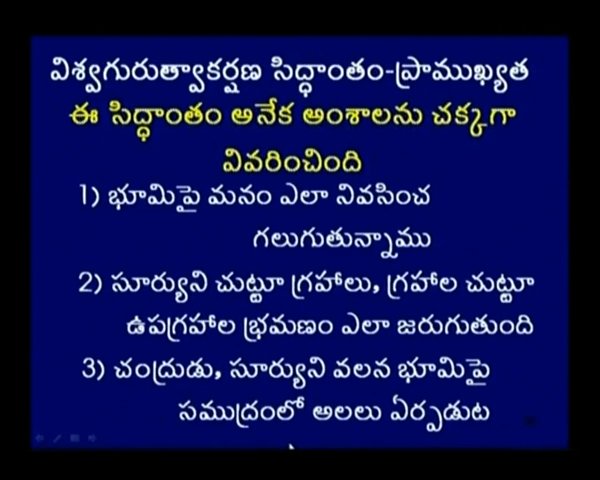 విశ్వగురుత్వాకర్షణ సిద్ధాంతం-ప్రాముఖ్యత
ఈ సిద్ధాంతం అనేక అంశాలను చక్కగా
వివరించింది
1) భూమిపై మనం ఎలా నివసించ
గలుగుతున్నాము
2) సూర్యుని చుట్టూ గ్రహాలు, గ్రహాల చుట్టూ
ఉపగ్రహాల భ్రమణం ఎలా జరుగుతుంది
3) చంద్రుడు, సూర్యుని వలన భూమిపై
సముద్రంలో అలలు ఏర్పడుట